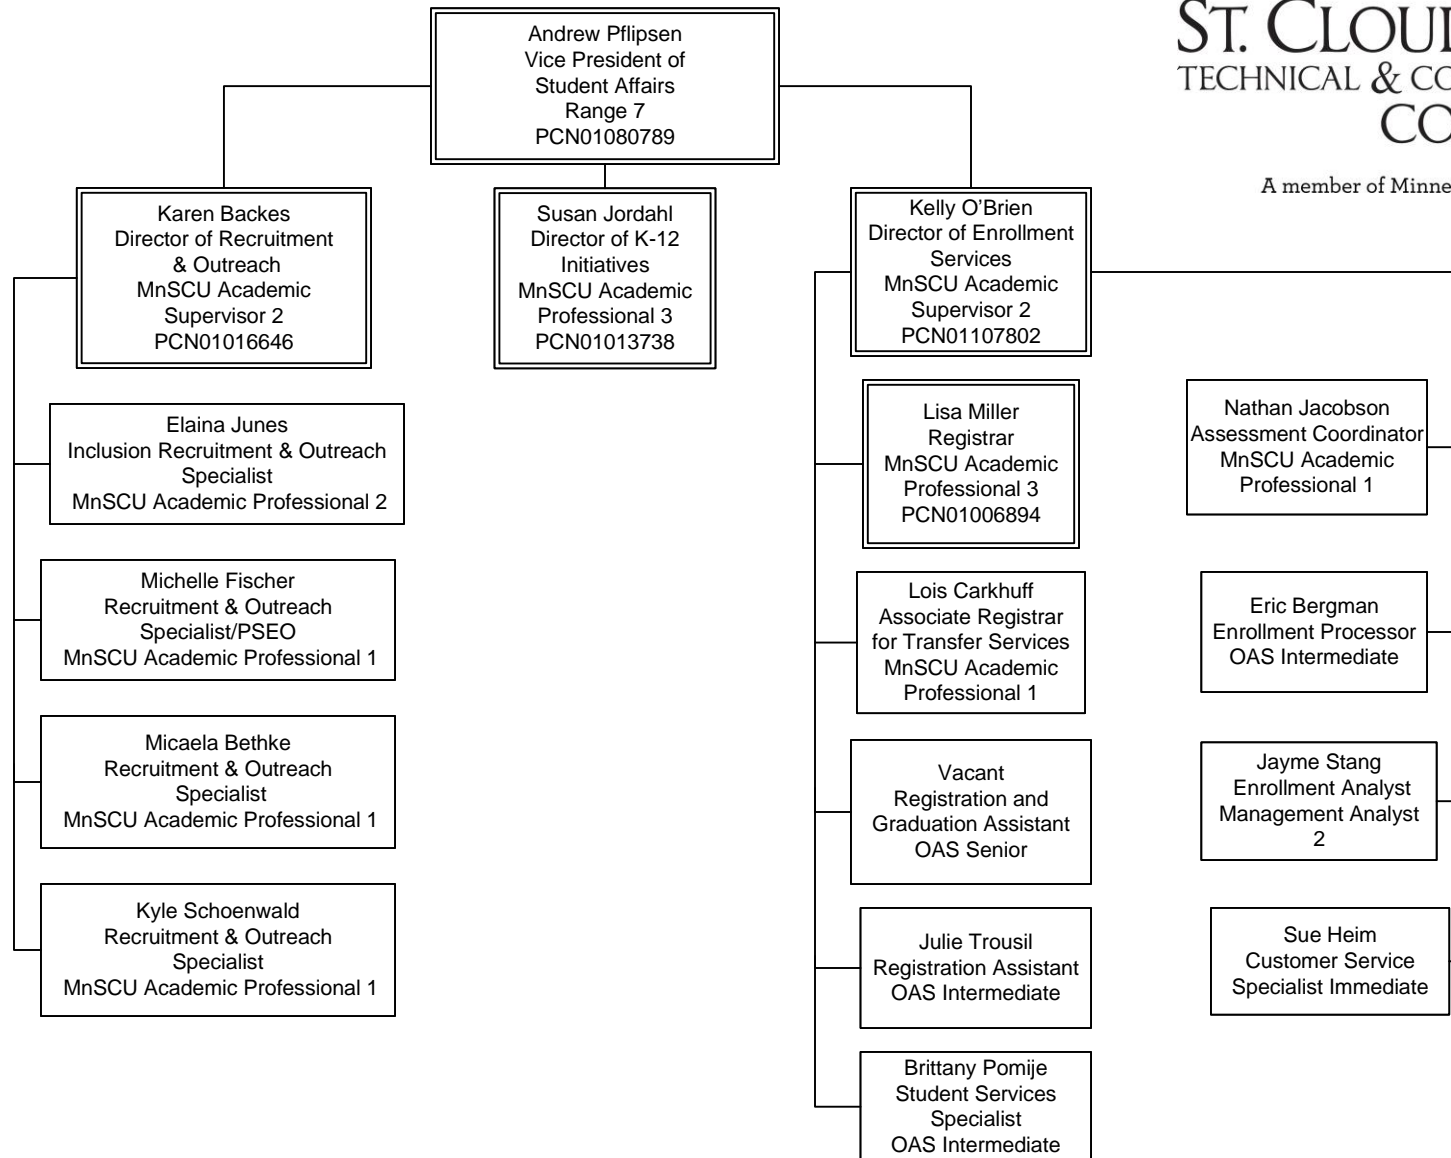 Andrew Pflipsen
Vice President of
Student Affairs
Range 7
PCN01080789
ST.
TECHNICAL &
A member of
Karen Backes
Director of Recruitment
& Outreach
MnSCU Academic
Supervisor 2
PCN01016646
Susan Jordahl
Director of K-12
Initiatives
MnSCU Academic
Professional 3
PCN01013738
Kelly O'Brien
Director of Enrollment
Services
MnSCU Academic
Supervisor 2
PCN01107802
Elaina Junes
Inclusion Recruitment & Outreach
Specialist
MnSCU Academic Professional 2
Michelle Fischer
Recruitment & Outreach
Specialist/PSEO
MnSCU Academic Professional 1
Micaela Bethke
Recruitment & Outreach
Specialist
MnSCU Academic Professional 1
Kyle Schoenwald
Recruitment & Outreach
Specialist
MnSCU Academic Professional 1
Lisa Miller
Registrar
MnSCU Academic
Professional 3
PCN01006894
Lois Carkhuff
Associate Registrar
for Transfer Services
MnSCU Academic
Professional 1
Vacant
Registration and
Graduation Assistant
OAS Senior
Julie Trousil
Registration Assistant
OAS Intermediate
Brittany Pomije
Student Services
Specialist
OAS Intermediate
Nathan Jacobson
Assessment Coordinator
MnSCU Academic
Professional 1
Eric Bergman
Enrollment Processor
OAS Intermediate
Jayme Stang
Enrollment Analyst
Management Analyst
2
Sue Heim
Customer Service
Specialist Immediate